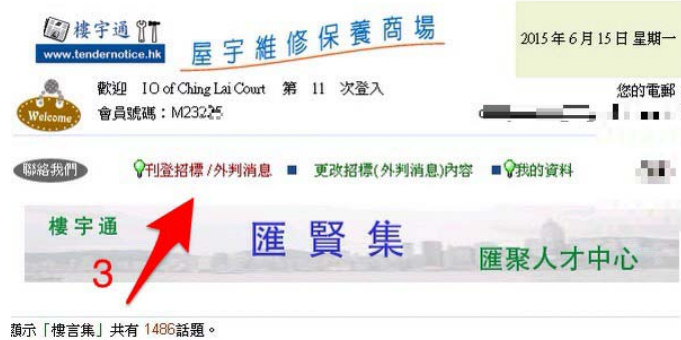 樓宇通
www.tendernotice.hk
屋宇維修保養商場
2015年6月15日 星期一
Welcome
歡迎 IO of Ching Lai Court 第 11 次登入
您的電郵
會員號碼：M232
聯絡我們
刊登招標/外判消息 ■ 更改招標(外判消息)內容 ■ 我的資料
樓宇通
匯賢集
匯聚人才中心
3
顯示「樓言集」共有 1486話題。